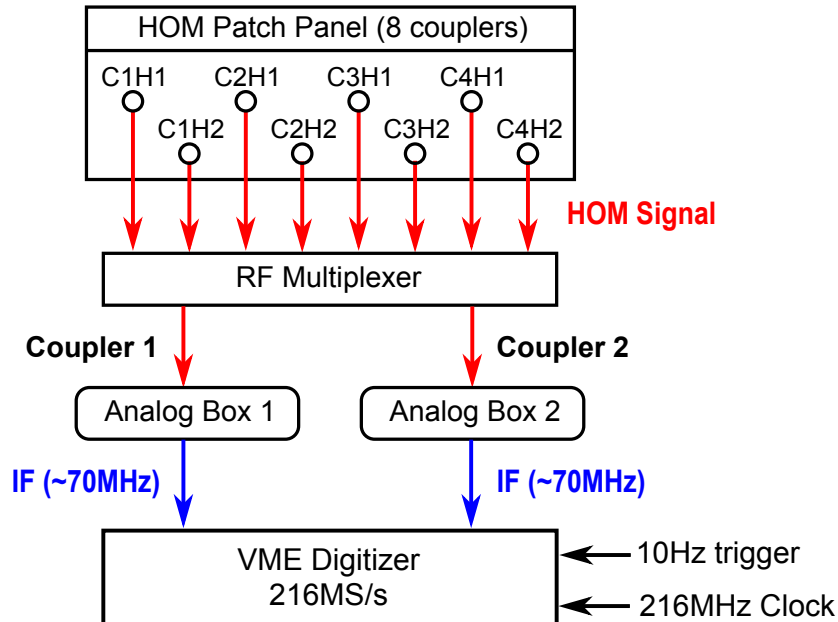 HOM Patch Panel (8 couplers)
C1H1 C2H1 C3H1 C4H1
C1H2 C2H2 C3H2 C4H2
HOM Signal
RF Multiplexer
Coupler 1 Coupler 2
Analog Box 1 Analog Box 2
IF (~70MHz) IF (~70MHz)
VME Digitizer
216MS/s
10Hz trigger
216MHz Clock